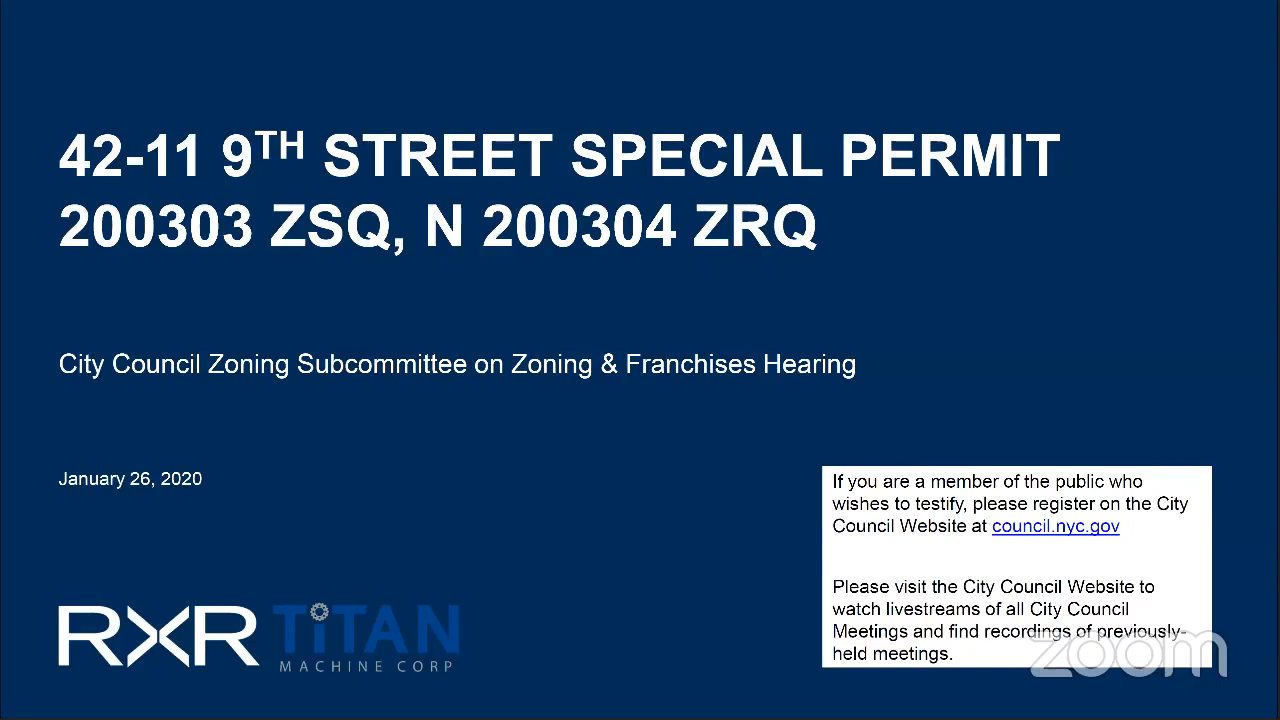 42-11 9TH STREET SPECIAL PERMIT
200303 ZSQ, N 200304 ZRQ
City Council Zoning Subcommittee on Zoning & Franchises Hearing
January 26, 2020
If you are a member of the public who
wishes to testify, please register on the City
Council Website at council.nyc.gov
Please visit the City Council Website to
watch livestreams of all City Council
Meetings and find recordings of previously-
held meetings.
RXR TiTAN
MACHINE CORP
zoom